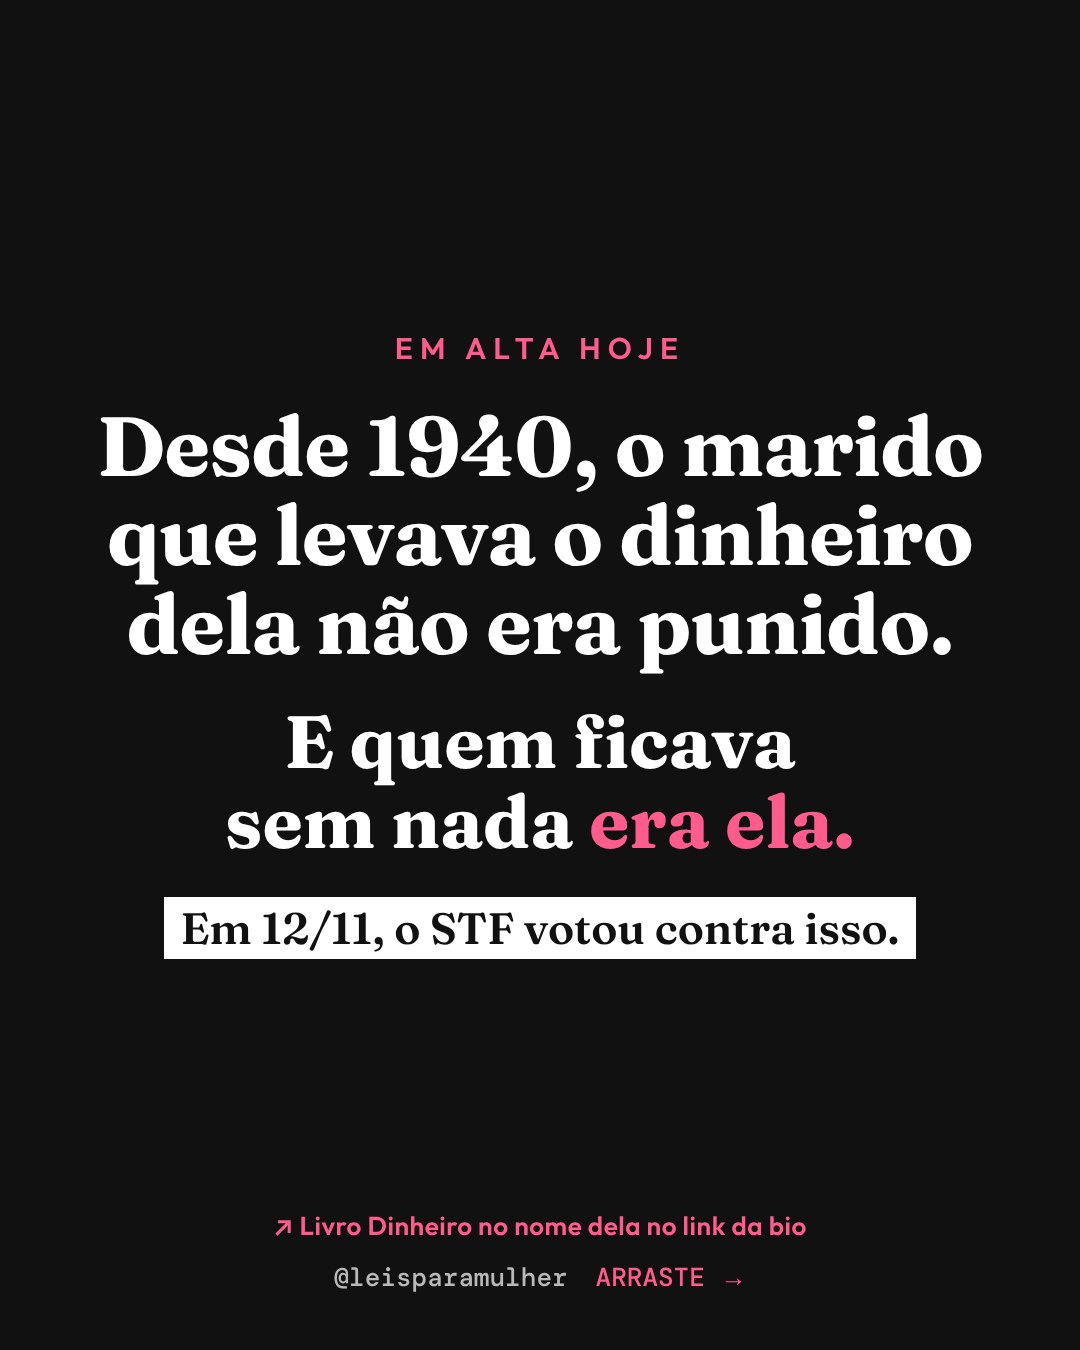 EM ALTA HOJE
Desde 1940, o marido
que levava o dinheiro
dela não era punido.
E quem ficava
sem nada era ela.
Em 12/11, o STF votou contra isso.
↗ Livro Dinheiro no nome dela no link da bio
@leisparamulher ARRASTE →